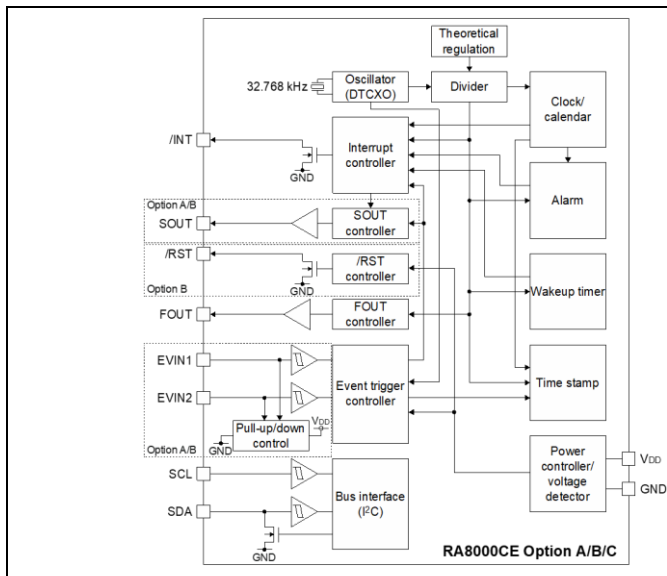 Theoretical
regulation
32.768 kHz
Oscillator
(DTCXO)
Divider
Clock/
calendar
/INT
Interrupt
controller
GND
Alarm
Option A/B
SOUT
SOUT
controller
/RST
/RST
controller
GND
Option B
Wakeup timer
FOUT
FOUT
controller
EVIN1
EVIN2
Event trigger
controller
Time stamp
Pull-up/down
control
VDD
GND
Option A/B
Power
controller/
voltage
detector
VDD
GND
SCL
SDA
Bus interface
(I2C)
GND
RA8000CE Option A/B/C